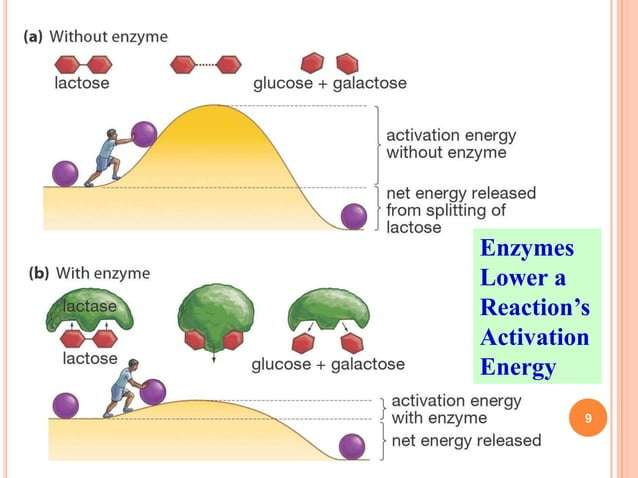 (a) Without enzyme
lactose
glucose + galactose
activation energy
without enzyme
net energy released
from splitting of
lactose
Enzymes
Lower a
Reaction’s
Activation
Energy
(b) With enzyme
lactase
lactose
glucose + galactose
activation energy
with enzyme
9
net energy released